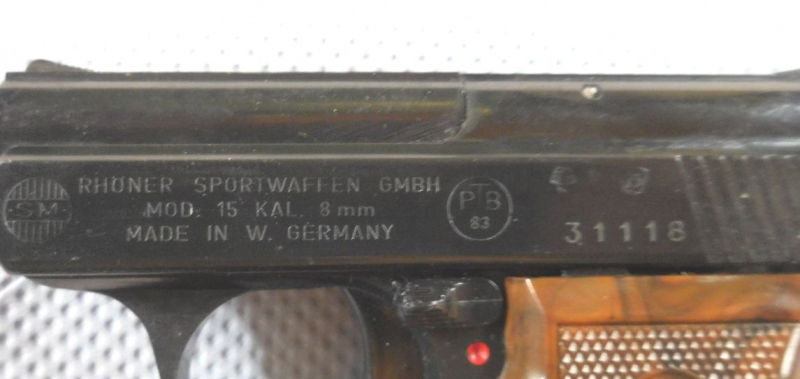 SM
RHÖNER SPORTWAFFEN GMBH
MOD. 15 KAL. 8mm
MADE IN W. GERMANY
PTB
83
31118